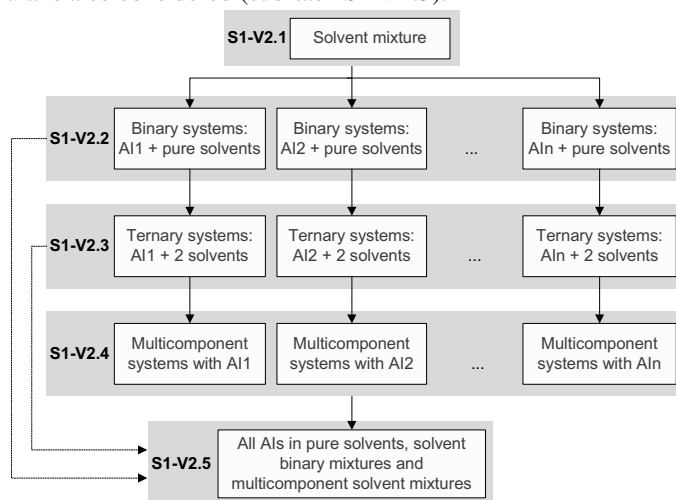 S1-V2.1
Solvent mixture
S1-V2.2
Binary systems:
AI1 + pure solvents
Binary systems:
AI2 + pure solvents
...
Binary systems:
AIn + pure solvents
S1-V2.3
Ternary systems:
AI1 + 2 solvents
Ternary systems:
AI2 + 2 solvents
...
Ternary systems:
AIn + 2 solvents
S1-V2.4
Multicomponent
systems with AI1
Multicomponent
systems with AI2
...
Multicomponent
systems with AIn
S1-V2.5
All AIs in pure solvents, solvent
binary mixtures and
multicomponent solvent mixtures